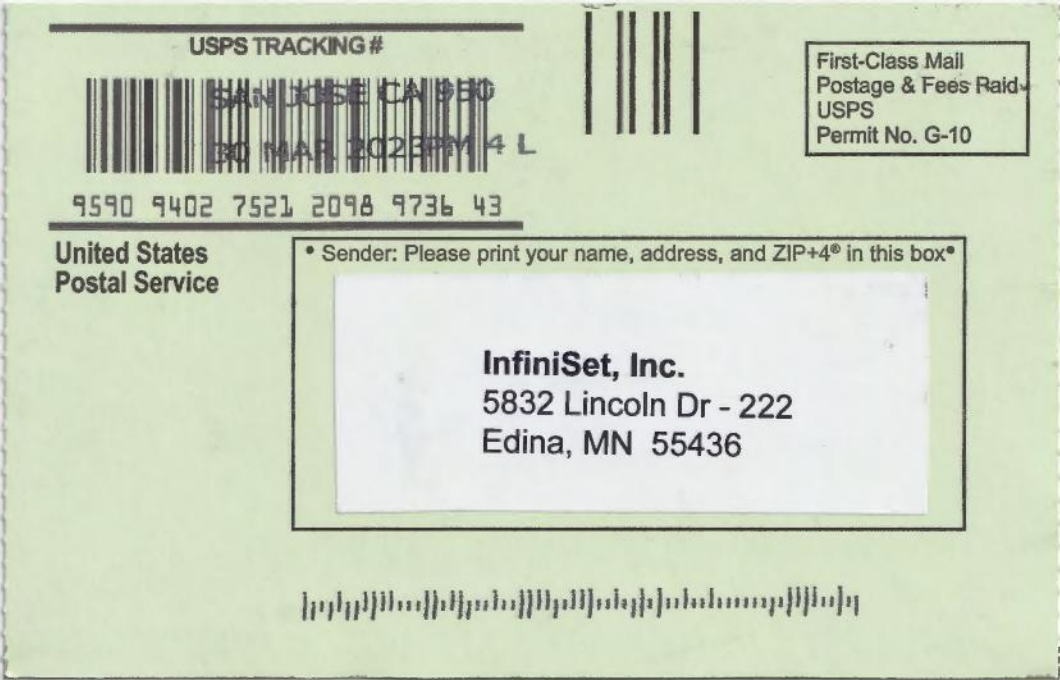 USPS TRACKING #
SAN JOSE CA 950
30 MAR 2023 PM 4 L
9590 9402 7521 2098 9736 43
First-Class Mail
Postage & Fees Paid
USPS
Permit No. G-10
United States
Postal Service
• Sender: Please print your name, address, and ZIP+4® in this box•
InfiniSet, Inc.
5832 Lincoln Dr - 222
Edina, MN  55436